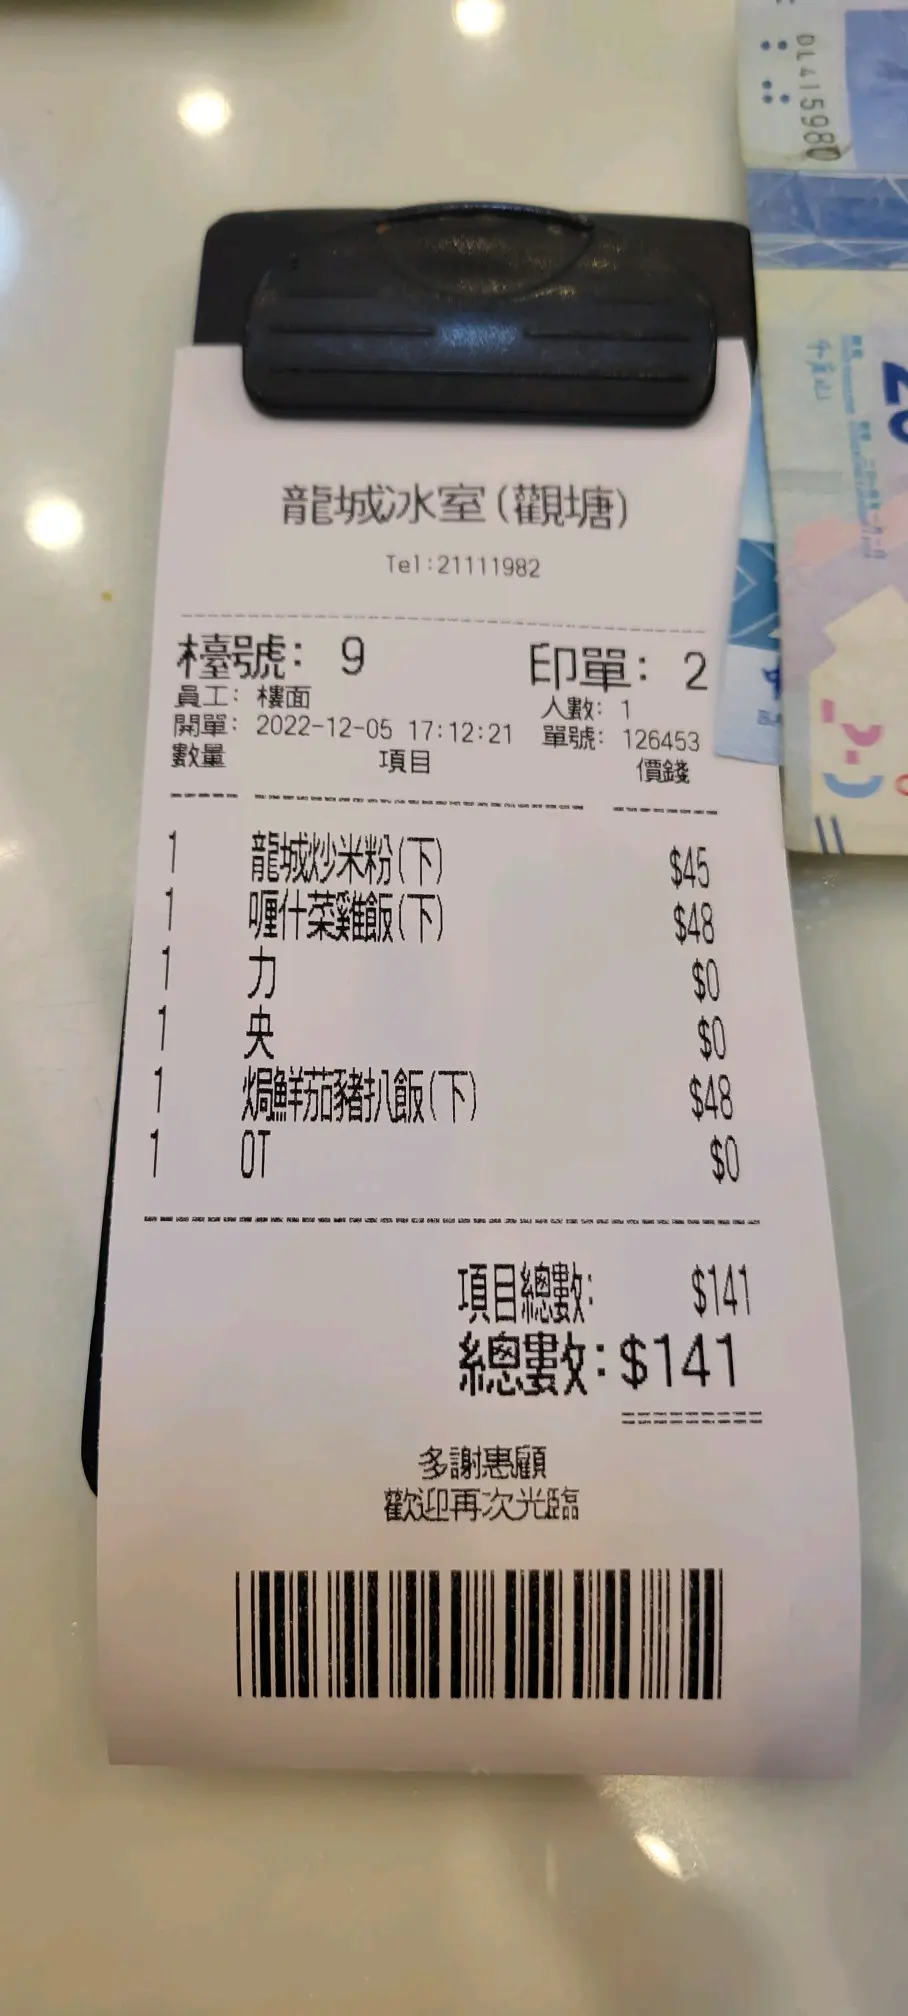 龍城冰室(觀塘)
Tel:21111982
檯號: 9 印單: 2
員工: 樓面 人數: 1
開單: 2022-12-05 17:12:21 單號: 126453
數量 項目 價錢
1 龍城炒米粉(下) $45
1 喱什菜雞飯(下) $48
1 力 $0
1 央 $0
1 焗鮮茄豬扒飯(下) $48
1 OT $0
項目總數: $141
總數: $141
多謝惠顧
歡迎再次光臨
DL415980
20